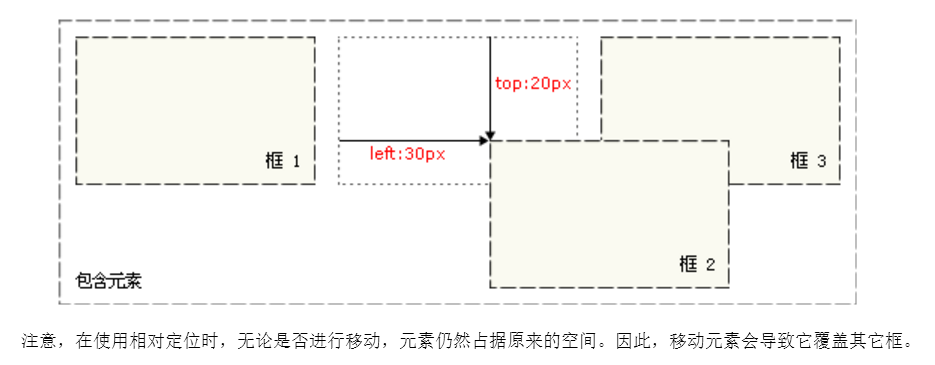 top:20px
left:30px
框 1
框 3
框 2
包含元素
注意，在使用相对定位时，无论是否进行移动，元素仍然占据原来的空间。因此，移动元素会导致它覆盖其它框。